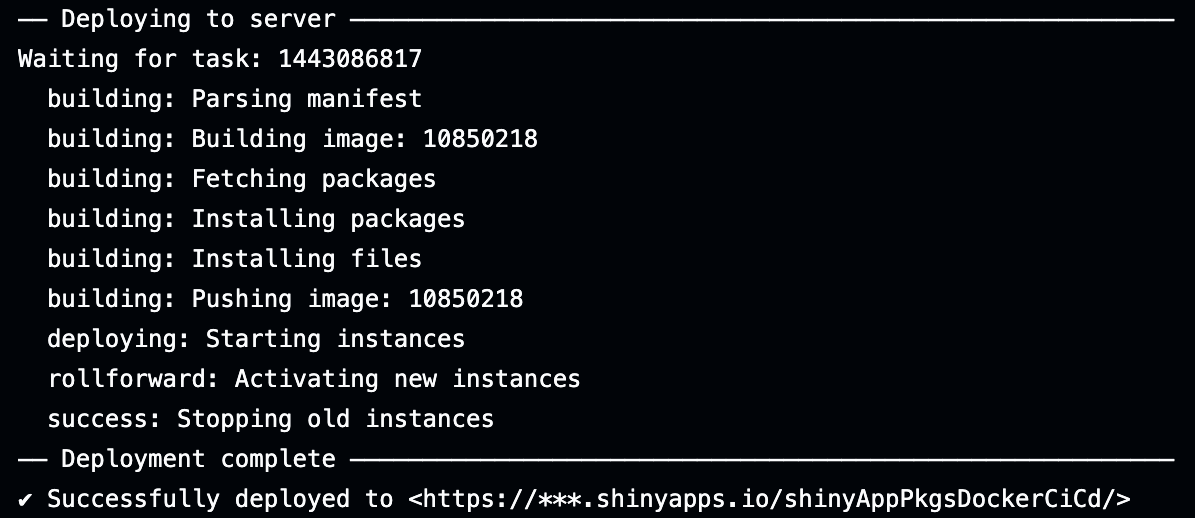 ── Deploying to server ─────────────────────────────────────────────────────────
Waiting for task: 1443086817
  building: Parsing manifest
  building: Building image: 10850218
  building: Fetching packages
  building: Installing packages
  building: Installing files
  building: Pushing image: 10850218
  deploying: Starting instances
  rollforward: Activating new instances
  success: Stopping old instances
── Deployment complete ─────────────────────────────────────────────────────────
✔ Successfully deployed to <https://***.shinyapps.io/shinyAppPkgsDockerCiCd/>